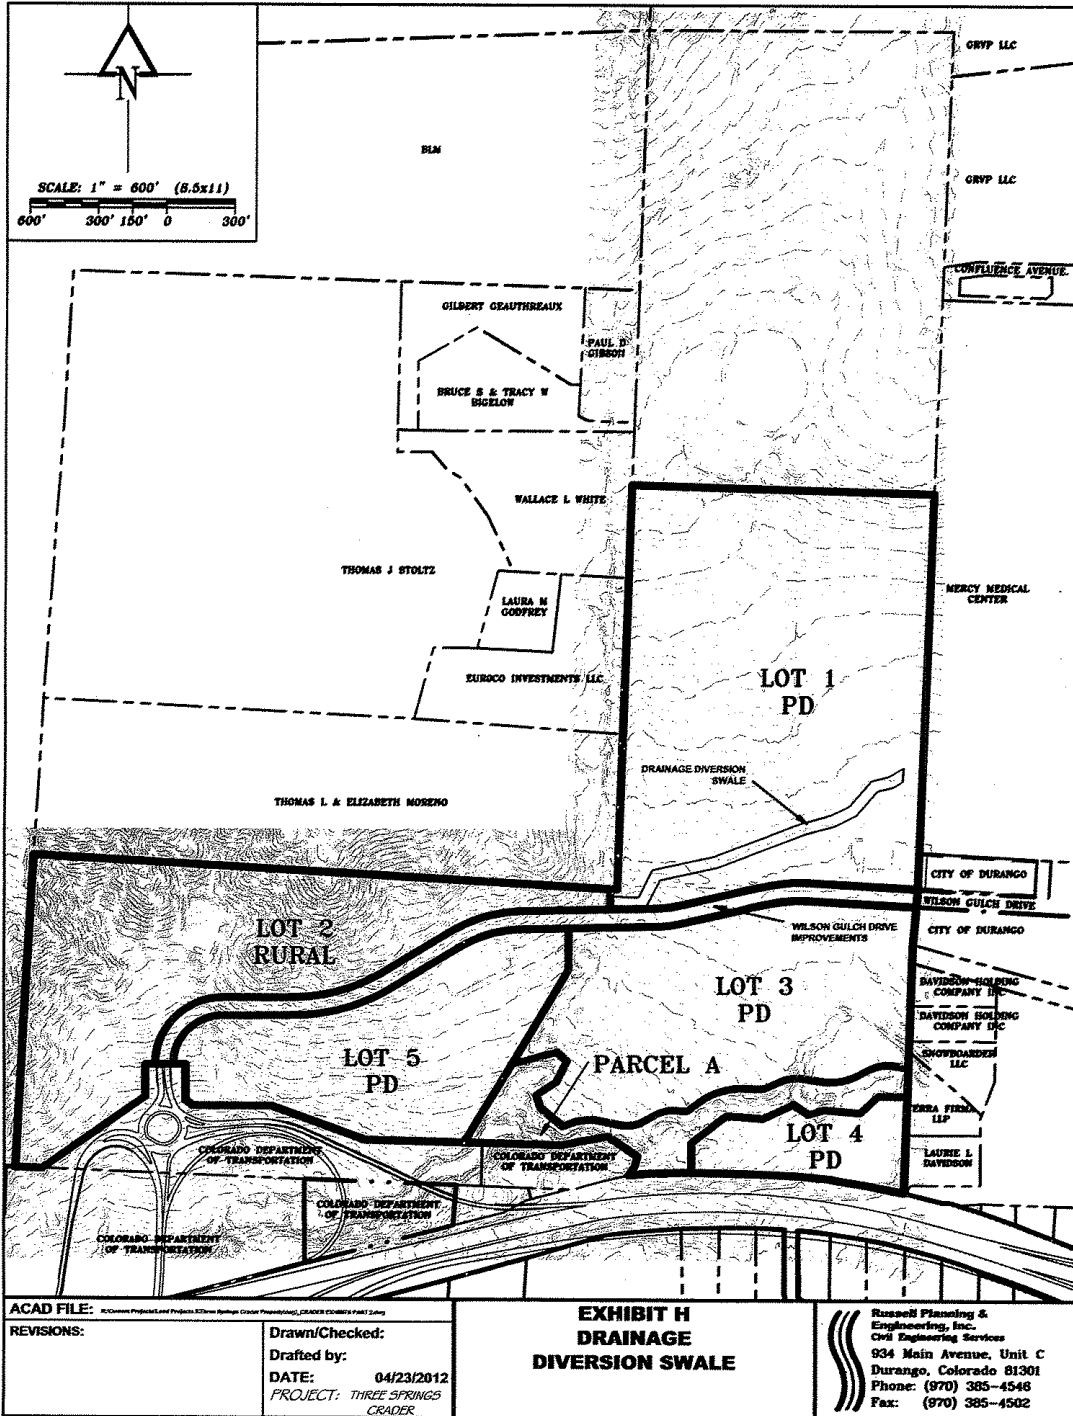 GRVP LLC
N
BLM
SCALE: 1" = 600' (8.5x11)
600' 300' 150' 0 300'
GRVP LLC
CONFLUENCE AVENUE
GILBERT GEAUTHREAUX
PAUL D
GIBSON
BRUCE S & TRACY W
BIGELOW
WALLACE L WHITE
THOMAS J STOLTZ
LAURA M
GODFREY
MERCY MEDICAL
CENTER
EUROCO INVESTMENTS LLC
LOT 1
PD
DRAINAGE DIVERSION
SWALE
THOMAS L & ELIZABETH MORENO
CITY OF DURANGO
WILSON GULCH DRIVE
LOT 2
RURAL
WILSON GULCH DRIVE
IMPROVEMENTS
CITY OF DURANGO
LOT 3
PD
DAVIDSON HOLDING
COMPANY INC
DAVIDSON HOLDING
COMPANY INC
SNOWBOARDER
LLC
LOT 5
PD
PARCEL A
TERRA FIRMA
LLP
LOT 4
PD
LAURIE L
DAVIDSON
COLORADO DEPARTMENT
OF TRANSPORTATION
COLORADO DEPARTMENT
OF TRANSPORTATION
COLORADO DEPARTMENT
OF TRANSPORTATION
COLORADO DEPARTMENT
OF TRANSPORTATION
ACAD FILE:
REVISIONS:
Drawn/Checked:
Drafted by:
DATE: 04/23/2012
PROJECT: THREE SPRINGS
CRADER
EXHIBIT H
DRAINAGE
DIVERSION SWALE
Russell Planning &
Engineering, Inc.
Civil Engineering Services
934 Main Avenue, Unit C
Durango, Colorado 81301
Phone: (970) 385-4546
Fax: (970) 385-4502